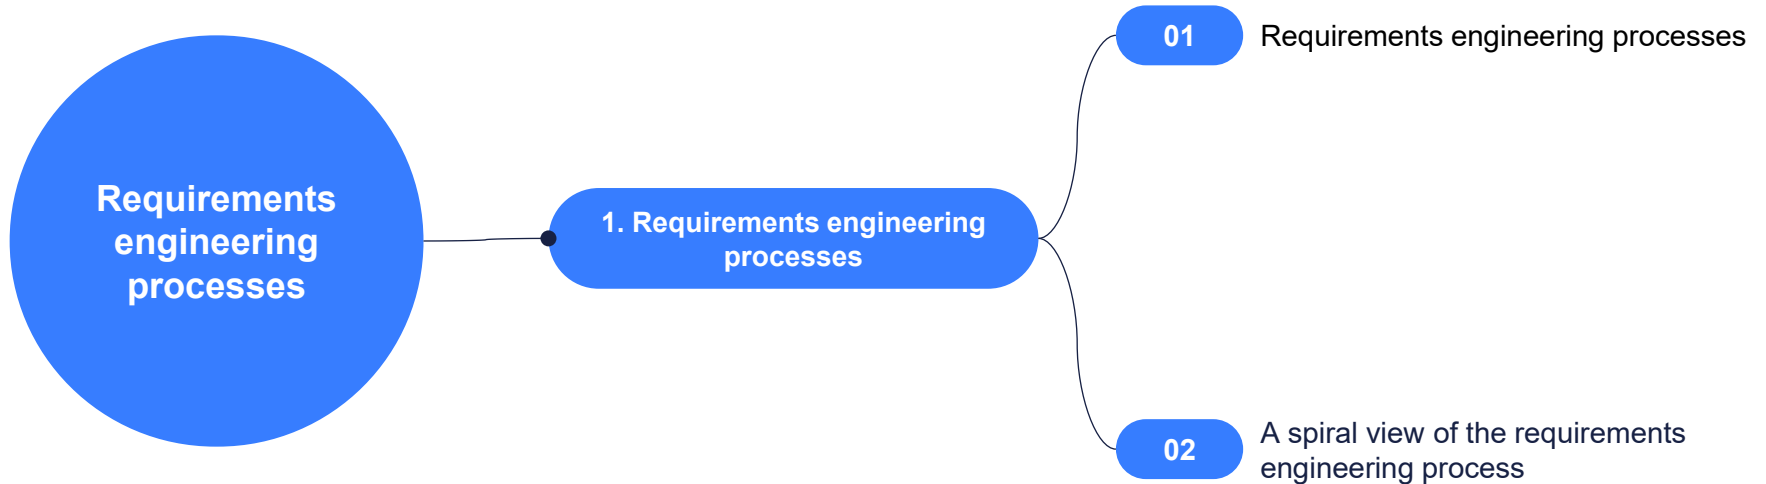 Requirements
engineering
processes
1. Requirements engineering
processes
01
Requirements engineering processes
02
A spiral view of the requirements
engineering process